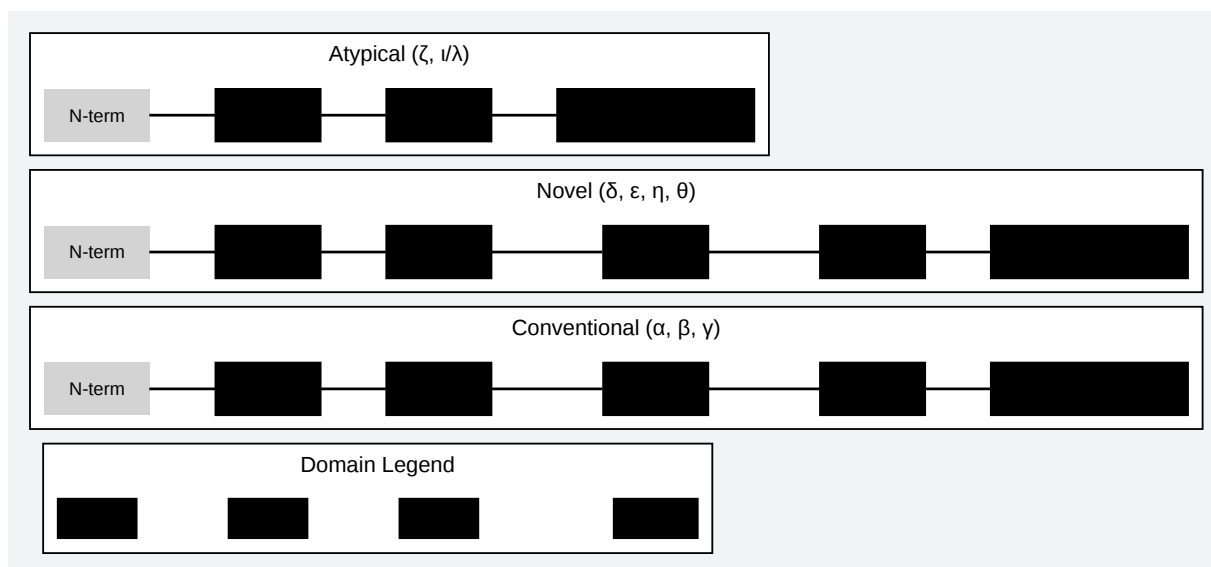 Atypical (ζ, ι/λ)
N-term
Novel (δ, ε, η, θ)
N-term
Conventional (α, β, γ)
N-term
Domain Legend